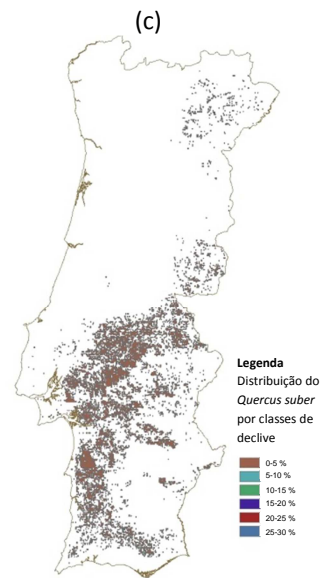 (c)
Legenda
Distribuição do
Quercus suber
por classes de
declive
0-5 %
5-10 %
10-15 %
15-20 %
20-25 %
25-30 %